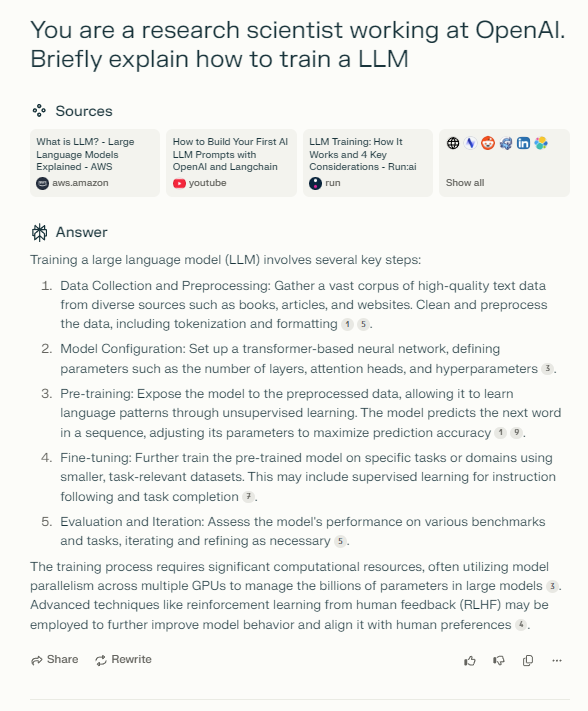 You are a research scientist working at OpenAI.
Briefly explain how to train a LLM
Sources
What is LLM? - Large
Language Models
Explained - AWS
aws.amazon
How to Build Your First AI
LLM Prompts with
OpenAI and Langchain
youtube
LLM Training: How It
Works and 4 Key
Considerations - Run:ai
run
Show all
Answer
Training a large language model (LLM) involves several key steps:
1. Data Collection and Preprocessing: Gather a vast corpus of high-quality text data
from diverse sources such as books, articles, and websites. Clean and preprocess
the data, including tokenization and formatting 1 5.
2. Model Configuration: Set up a transformer-based neural network, defining
parameters such as the number of layers, attention heads, and hyperparameters 3.
3. Pre-training: Expose the model to the preprocessed data, allowing it to learn
language patterns through unsupervised learning. The model predicts the next word
in a sequence, adjusting its parameters to maximize prediction accuracy 1 9.
4. Fine-tuning: Further train the pre-trained model on specific tasks or domains using
smaller, task-relevant datasets. This may include supervised learning for instruction
following and task completion 7.
5. Evaluation and Iteration: Assess the model's performance on various benchmarks
and tasks, iterating and refining as necessary 5.
The training process requires significant computational resources, often utilizing model
parallelism across multiple GPUs to manage the billions of parameters in large models 3.
Advanced techniques like reinforcement learning from human feedback (RLHF) may be
employed to further improve model behavior and align it with human preferences 4.
Share Rewrite